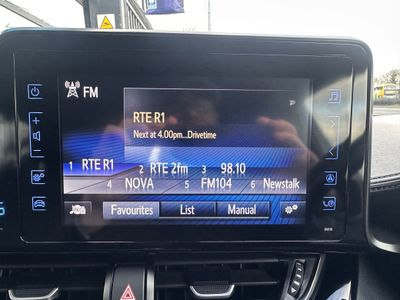 FM
P
RTE R1
Next at 4.00pm...Drivetime
1 RTE R1 2 RTE 2fm 3 98.10
4 NOVA 5 FM104 6 Newstalk
Favourites List Manual